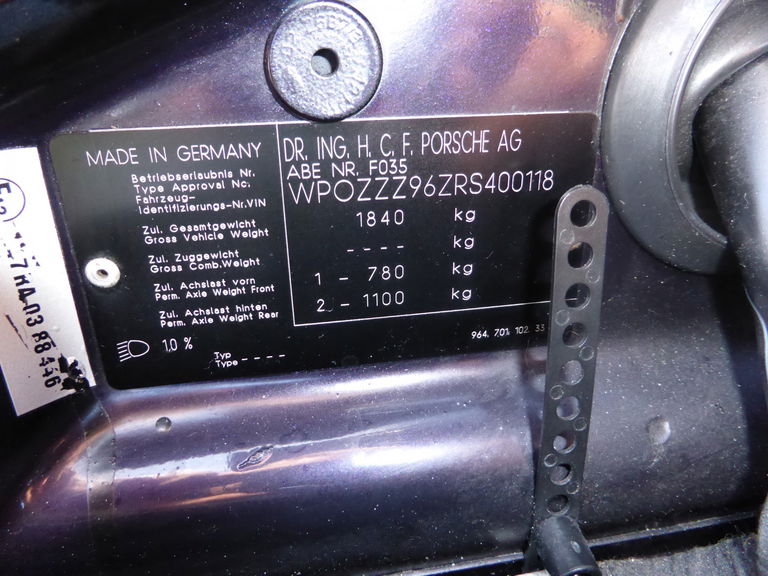 MADE IN GERMANY
DR. ING. H. C. F. PORSCHE AG
Betriebserlaubnis Nr.
Type Approval No.
ABE NR. F035
Fahrzeug-
Identifizierungs-Nr.VIN
WPOZZZ96ZRS400118
Zul. Gesamtgewicht
Gross Vehicle Weight
1840 kg
Zul. Zuggewicht
Gross Comb.Weight
---- kg
Zul. Achslast vorn
Perm. Axle Weight Front
1 - 780 kg
Zul. Achslast hinten
Perm. Axle Weight Rear
2 - 1100 kg
1.0 %
Typ
Type ----
964. 701. 102. 33